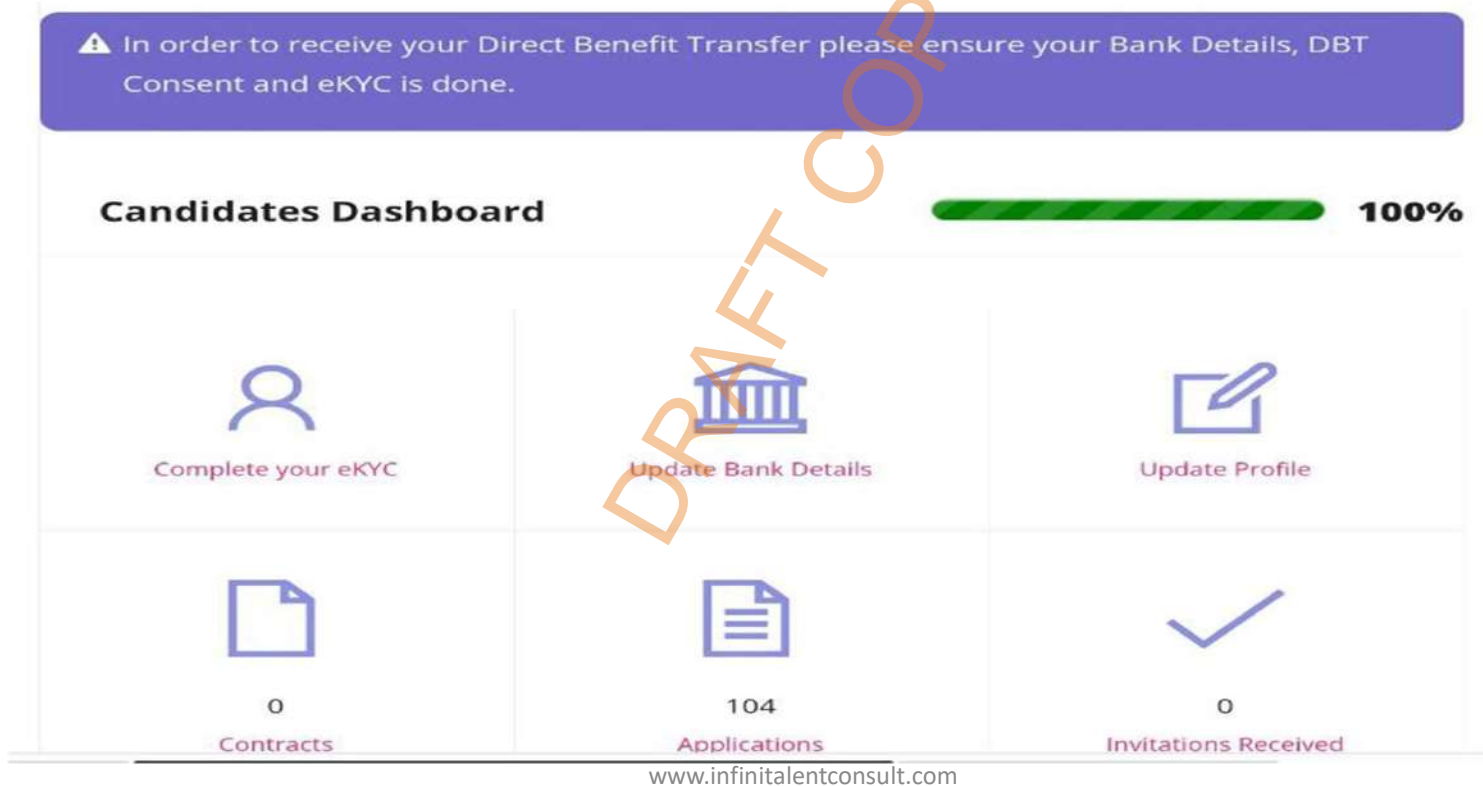 In order to receive your Direct Benefit Transfer please ensure your Bank Details, DBT
Consent and eKYC is done.
Candidates Dashboard
100%
Complete your eKYC
Update Bank Details
Update Profile
0
104
0
Contracts
Applications
Invitations Received
www.infinitalentconsult.com
DRAFT COP